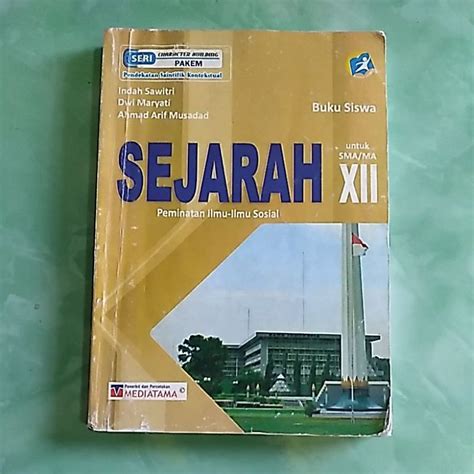 SERI CHARACTER BUILDING
PAKEM
Pendekatan Saintifik Kontekstual
Indah Sawitri
Dwi Maryati
Ahmad Arif Musadad
Buku Siswa
untuk
SMA/MA
SEJARAH XII
Peminatan Ilmu-Ilmu Sosial
Penerbit dan Percetakan
MEDIATAMA